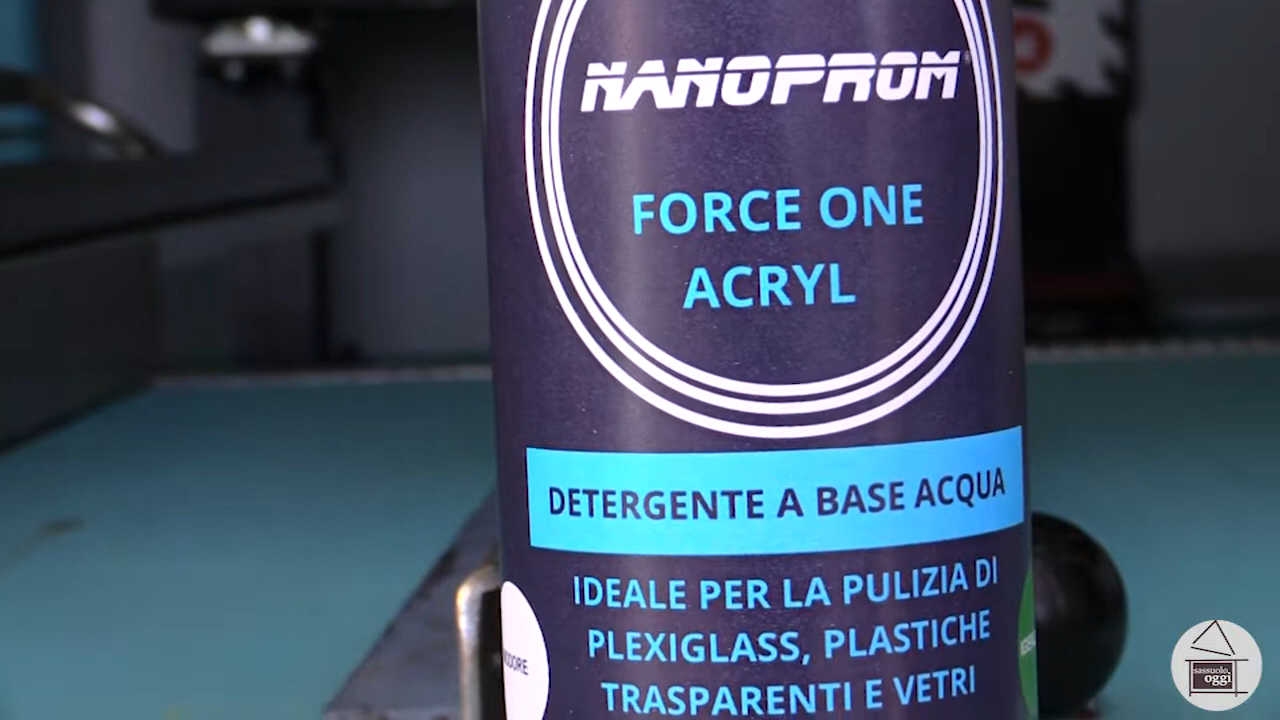 NANOPROM
FORCE ONE
ACRYL
DETERGENTE A BASE ACQUA
IDEALE PER LA PULIZIA DI
PLEXIGLASS, PLASTICHE
TRASPARENTI E VETRI
sassuolo
oggi